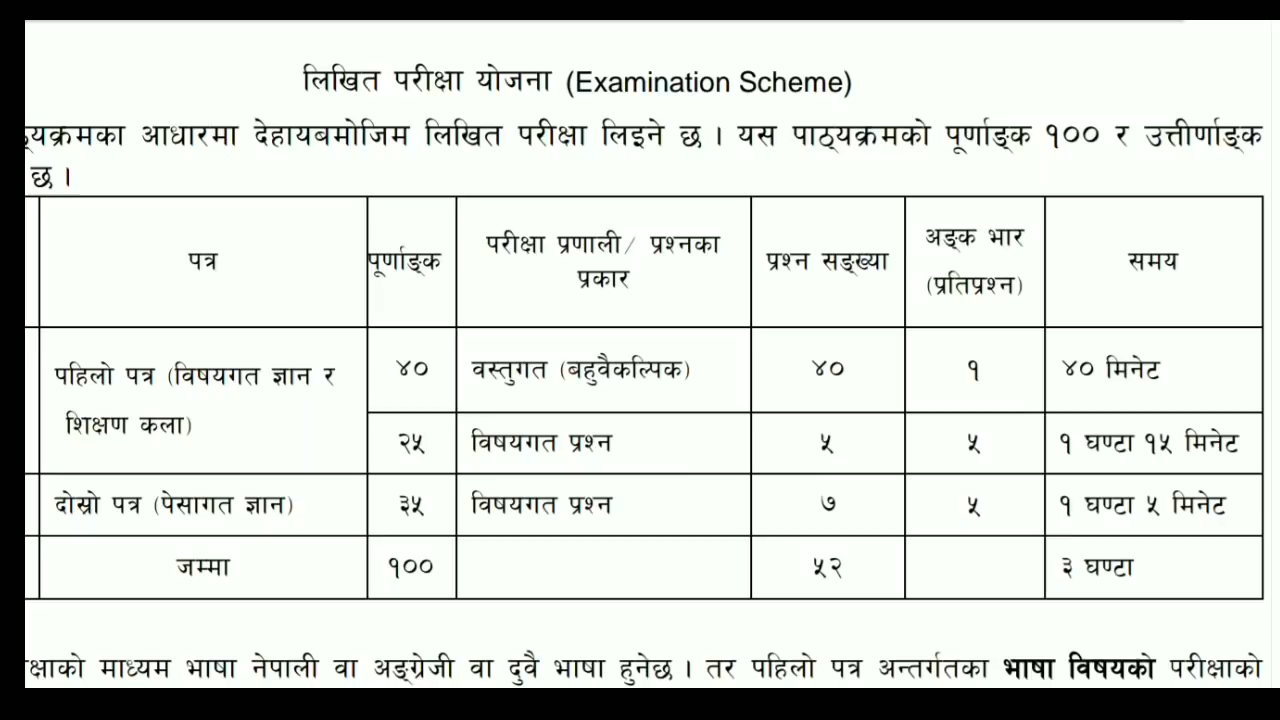 लिखित परीक्षा योजना (Examination Scheme)
आधारमा देहायबमोजिम लिखित परीक्षा लिइने छ । यस पाठ्यक्रमको पूर्णाङ्क १०० र उत्तीर्णाङ्क
छ ।
पत्र पूर्णाङ्क परीक्षा प्रणाली/ प्रश्नका प्रकार प्रश्न सङ्ख्या अङ्क भार (प्रतिप्रश्न) समय
पहिलो पत्र (विषयगत ज्ञान र शिक्षण कला) ४० वस्तुगत (बहुवैकल्पिक) ४० १ ४० मिनेट
२५ विषयगत प्रश्न ५ ५ १ घण्टा १५ मिनेट
दोस्रो पत्र (पेसागत ज्ञान) ३५ विषयगत प्रश्न ७ ५ १ घण्टा ५ मिनेट
जम्मा १०० ५२ ३ घण्टा
माध्यम भाषा नेपाली वा अङ्ग्रेजी वा दुवै भाषा हुनेछ । तर पहिलो पत्र अन्तर्गतका भाषा विषयको परीक्षाको